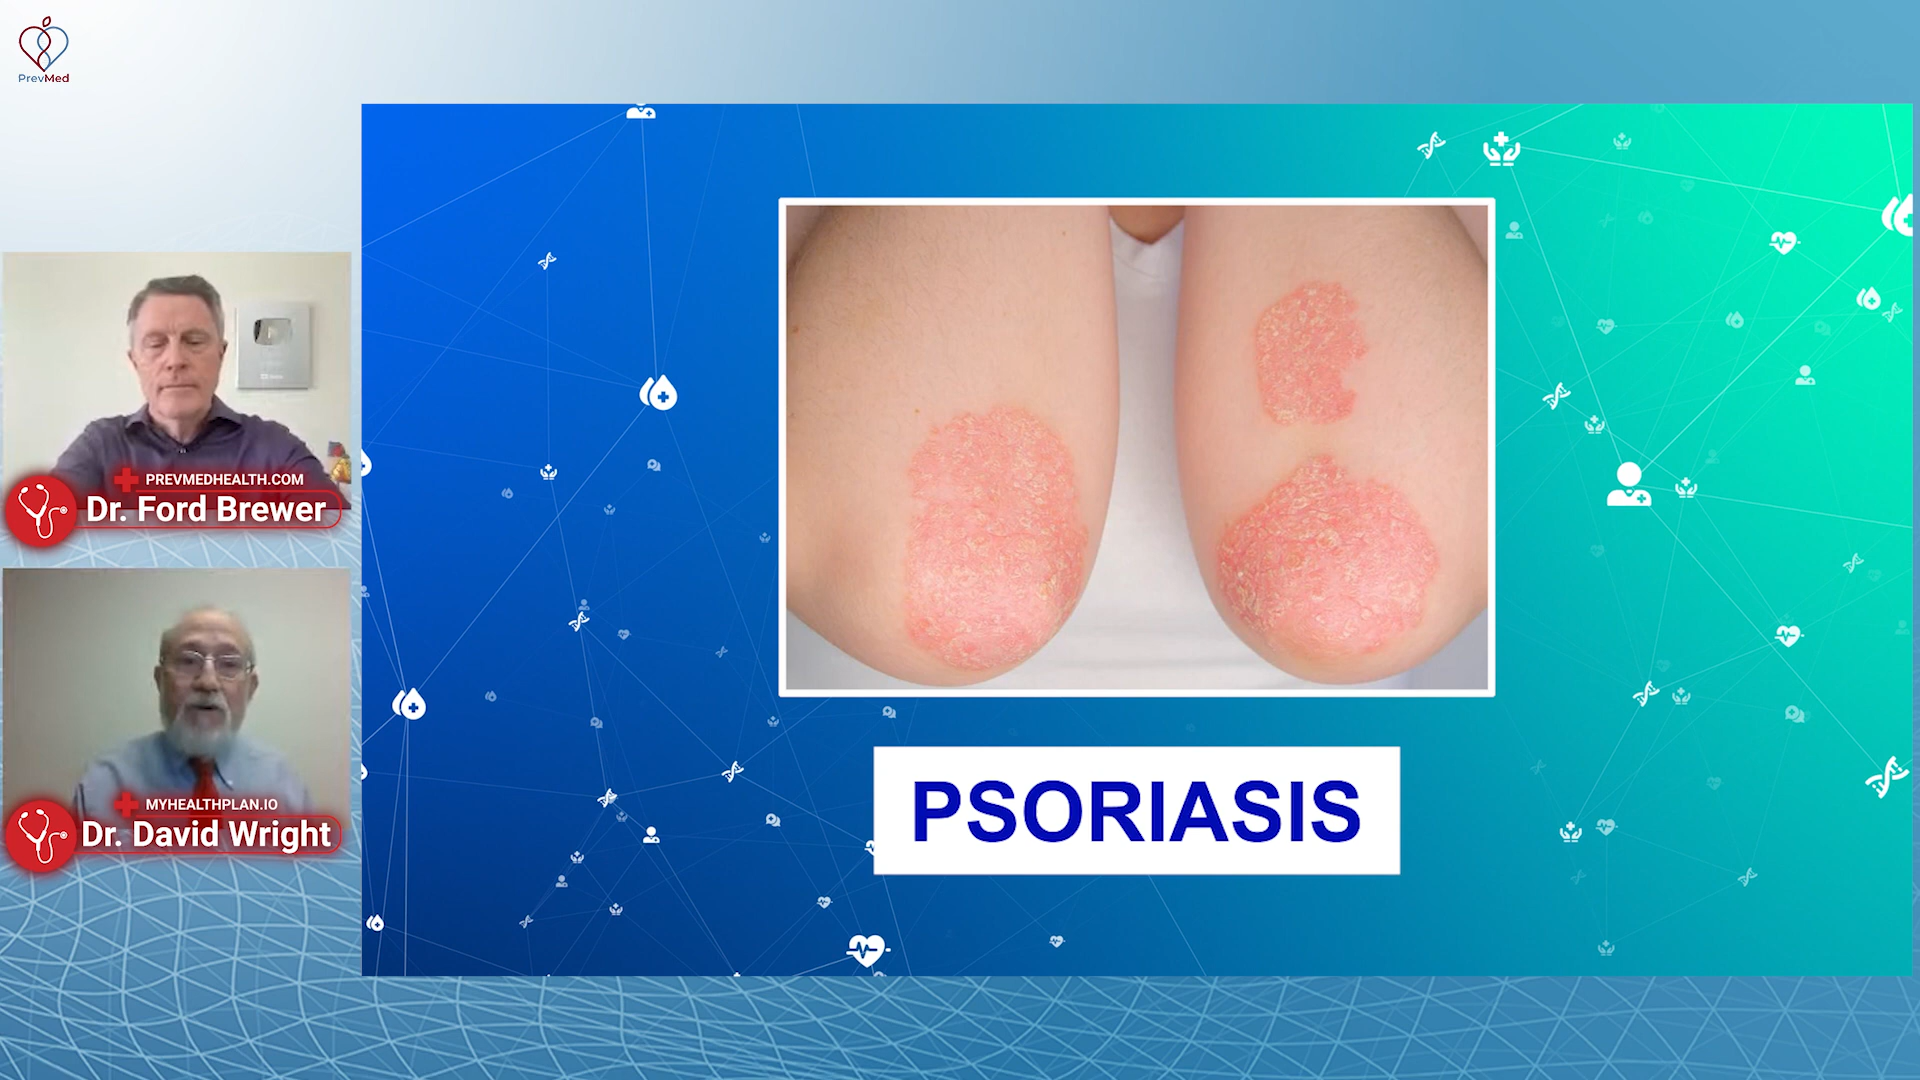 PrevMed
PREVMEDHEALTH.COM
Dr. Ford Brewer
MYHEALTHPLAN.IO
Dr. David Wright
PSORIASIS